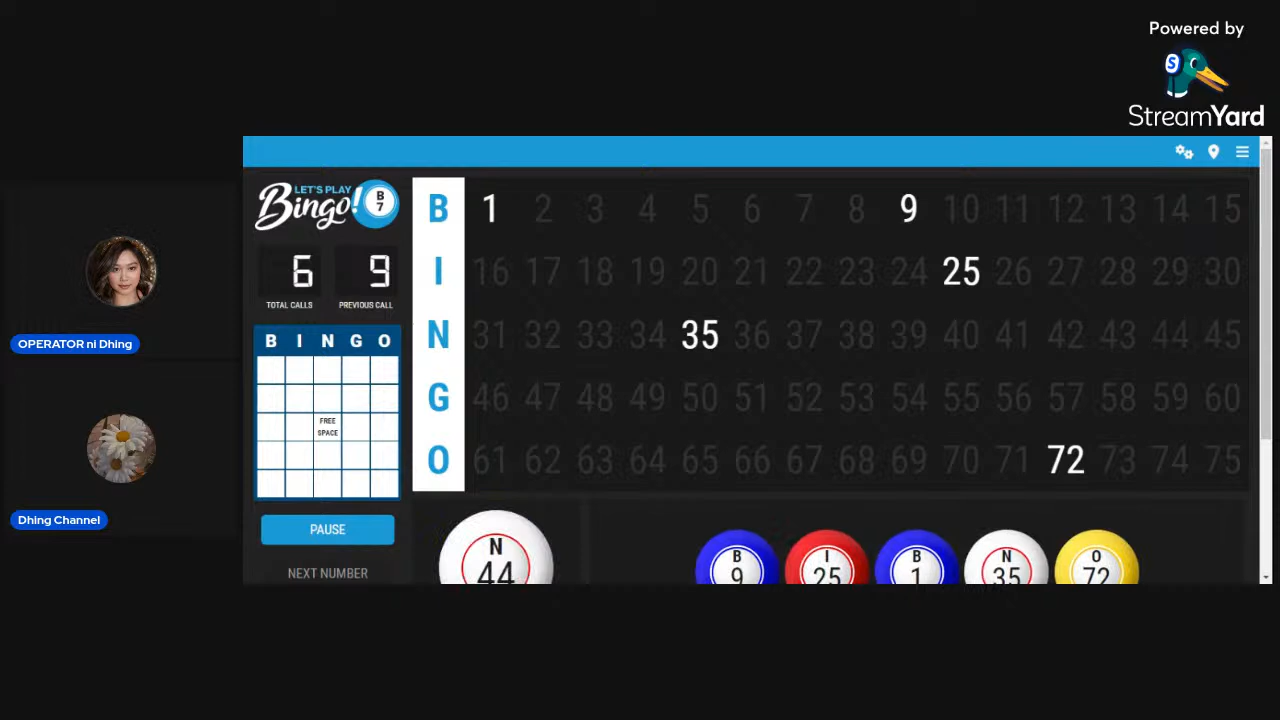 Powered by
S
StreamYard
LET'S PLAY
Bingo!
B
7
6 9
TOTAL CALLS PREVIOUS CALL
B I N G O
FREE
SPACE
PAUSE
NEXT NUMBER
B 1 2 3 4 5 6 7 8 9 10 11 12 13 14 15
I 16 17 18 19 20 21 22 23 24 25 26 27 28 29 30
N 31 32 33 34 35 36 37 38 39 40 41 42 43 44 45
G 46 47 48 49 50 51 52 53 54 55 56 57 58 59 60
O 61 62 63 64 65 66 67 68 69 70 71 72 73 74 75
N
44
B I B N O
9 25 1 35 72
OPERATOR ni Dhing
Dhing Channel